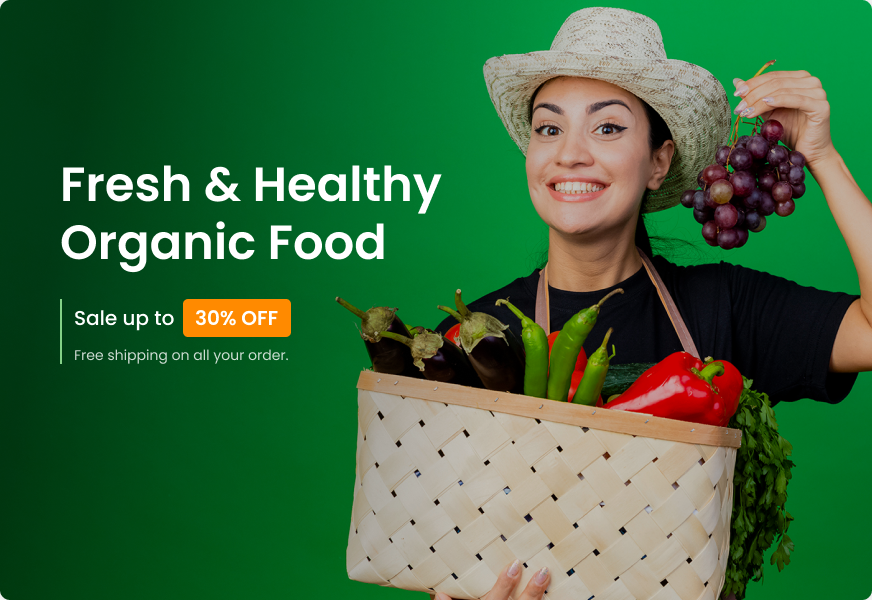 Fresh & Healthy
Organic Food
Sale up to 30% OFF
Free shipping on all your order.